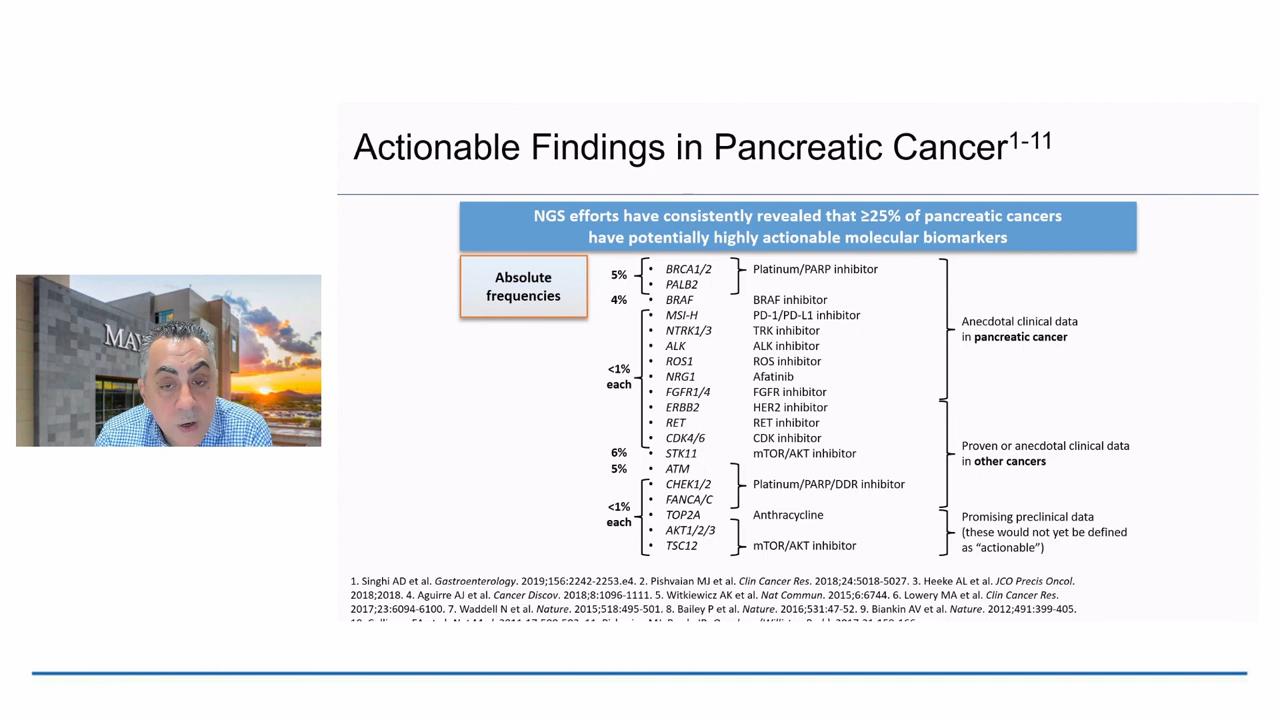 Actionable Findings in Pancreatic Cancer1-11
NGS efforts have consistently revealed that ≥25% of pancreatic cancers
have potentially highly actionable molecular biomarkers
Absolute
frequencies
5%
• BRCA1/2 Platinum/PARP inhibitor
• PALB2
4% • BRAF BRAF inhibitor
• MSI-H PD-1/PD-L1 inhibitor
• NTRK1/3 TRK inhibitor
• ALK ALK inhibitor
• ROS1 ROS inhibitor
<1%
each
• NRG1 Afatinib
• FGFR1/4 FGFR inhibitor
• ERBB2 HER2 inhibitor
• RET RET inhibitor
• CDK4/6 CDK inhibitor
6% • STK11 mTOR/AKT inhibitor
5% • ATM
• CHEK1/2 Platinum/PARP/DDR inhibitor
• FANCA/C
<1%
each
• TOP2A Anthracycline
• AKT1/2/3
• TSC12 mTOR/AKT inhibitor
Anecdotal clinical data
in pancreatic cancer
Proven or anecdotal clinical data
in other cancers
Promising preclinical data
(these would not yet be defined
as “actionable”)
MAY
1. Singhi AD et al. Gastroenterology. 2019;156:2242-2253.e4. 2. Pishvaian MJ et al. Clin Cancer Res. 2018;24:5018-5027. 3. Heeke AL et al. JCO Precis Oncol.
2018;2018. 4. Aguirre AJ et al. Cancer Discov. 2018;8:1096-1111. 5. Witkiewicz AK et al. Nat Commun. 2015;6:6744. 6. Lowery MA et al. Clin Cancer Res.
2017;23:6094-6100. 7. Waddell N et al. Nature. 2015;518:495-501. 8. Bailey P et al. Nature. 2016;531:47-52. 9. Biankin AV et al. Nature. 2012;491:399-405.